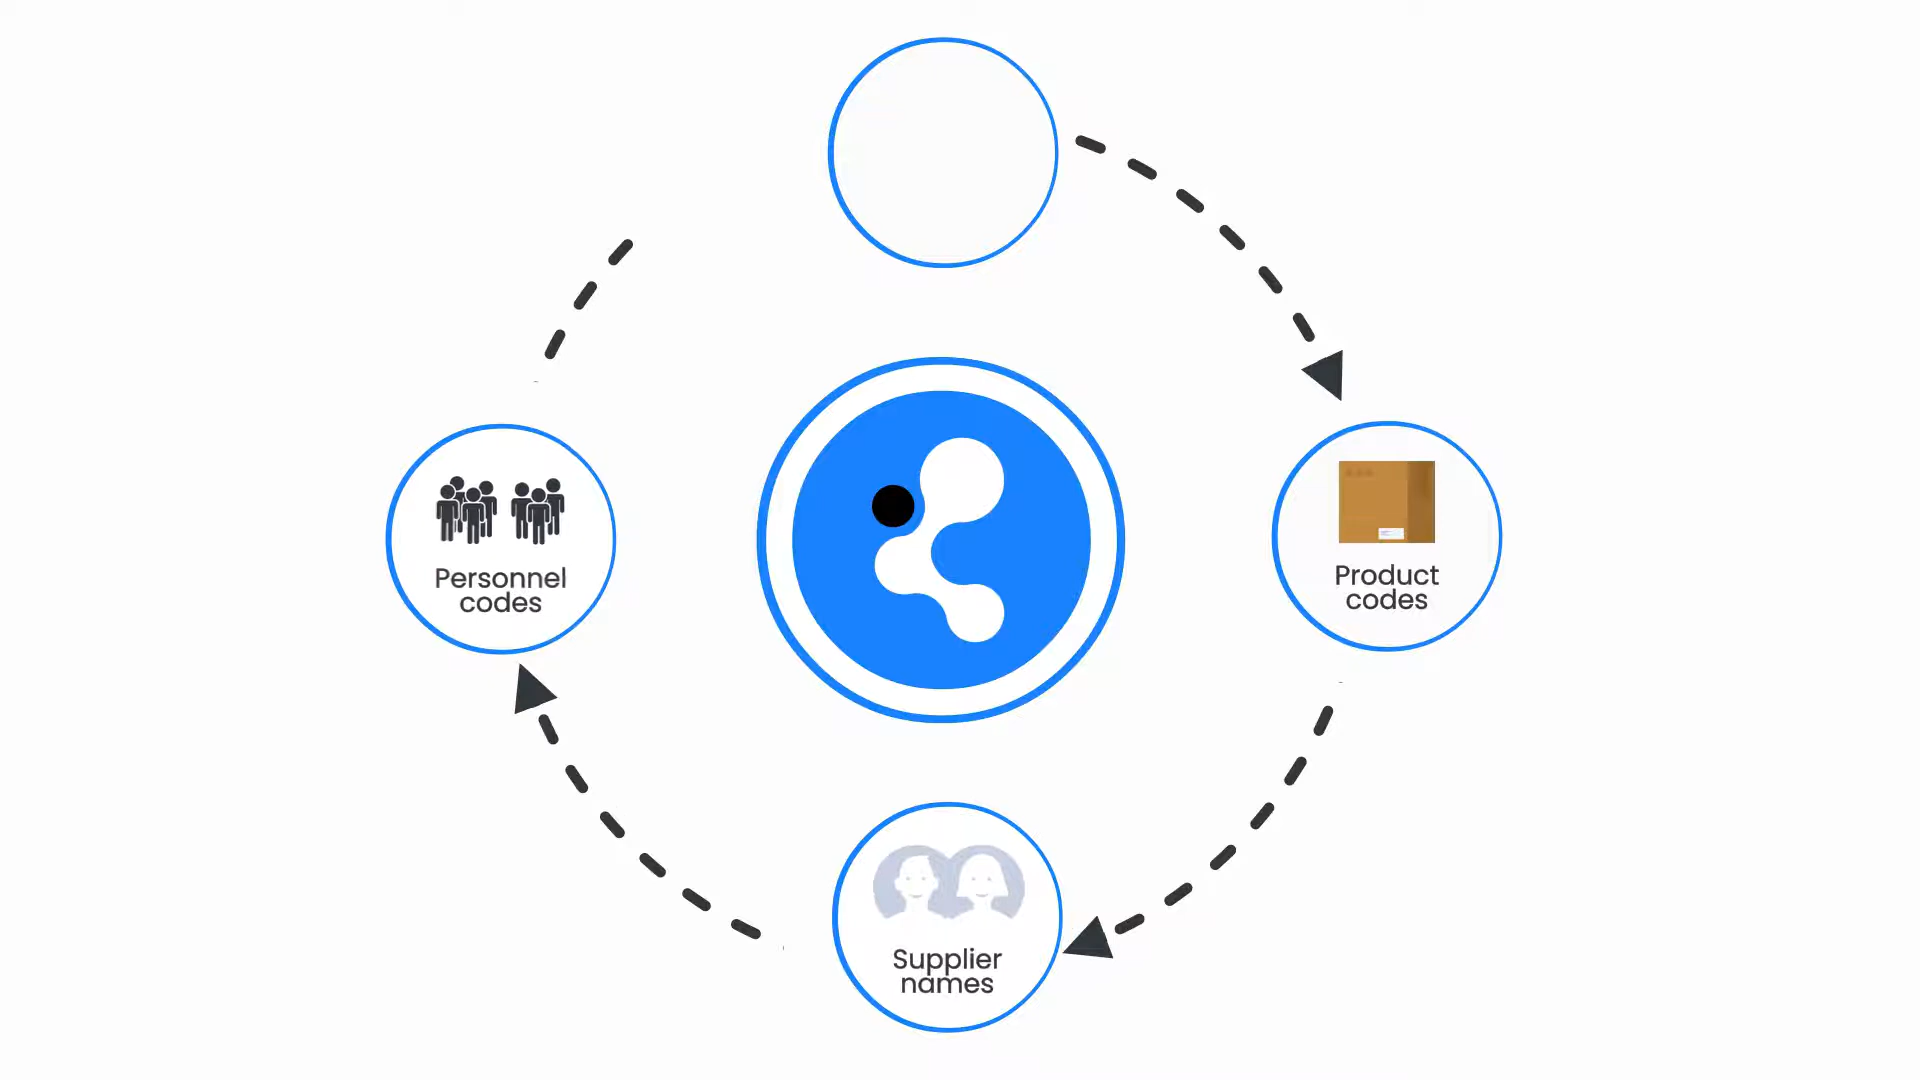 Personnel
codes
Product
codes
Supplier
names